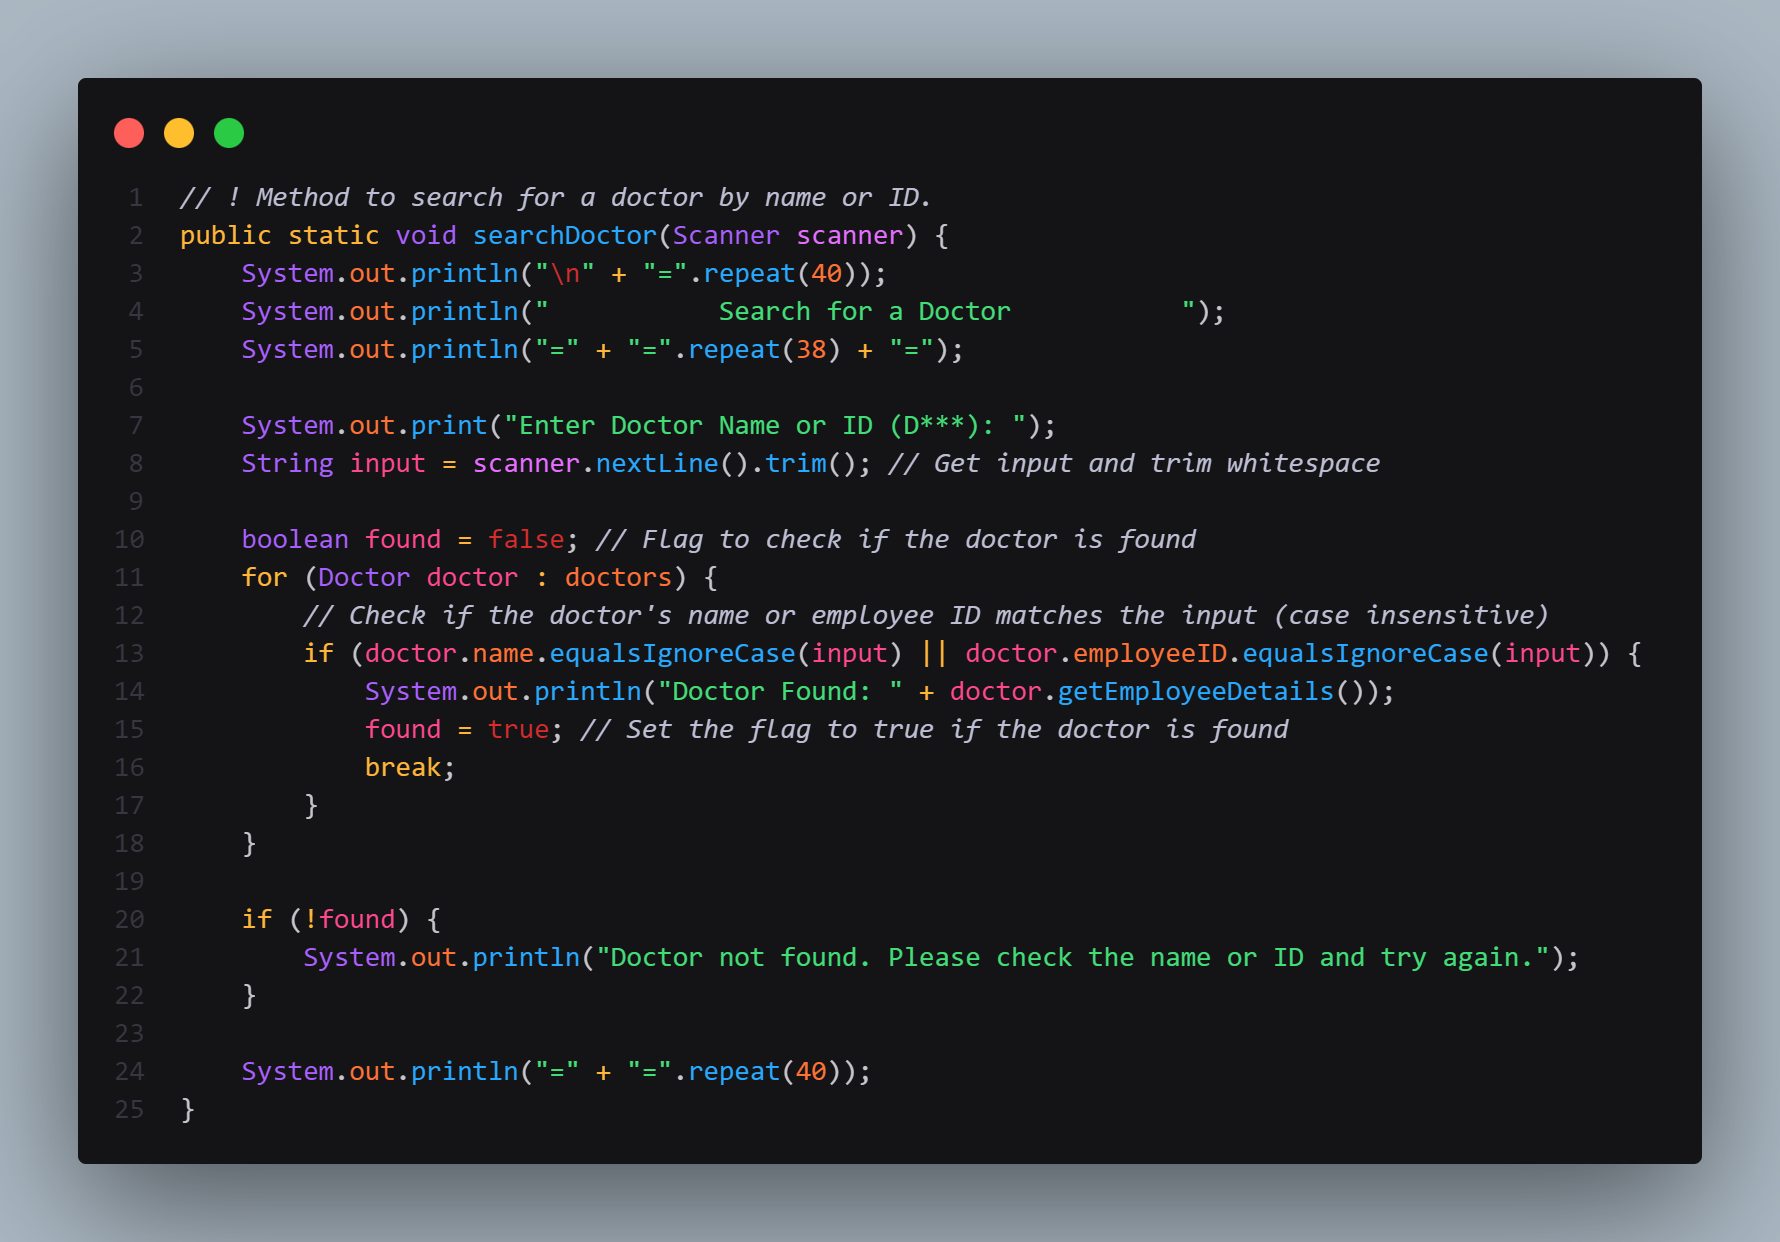 1 // ! Method to search for a doctor by name or ID.
2 public static void searchDoctor(Scanner scanner) {
3     System.out.println("\n" + "=".repeat(40));
4     System.out.println("           Search for a Doctor           ");
5     System.out.println("=" + "=".repeat(38) + "=");
6
7     System.out.print("Enter Doctor Name or ID (D***): ");
8     String input = scanner.nextLine().trim(); // Get input and trim whitespace
9
10     boolean found = false; // Flag to check if the doctor is found
11     for (Doctor doctor : doctors) {
12         // Check if the doctor's name or employee ID matches the input (case insensitive)
13         if (doctor.name.equalsIgnoreCase(input) || doctor.employeeID.equalsIgnoreCase(input)) {
14             System.out.println("Doctor Found: " + doctor.getEmployeeDetails());
15             found = true; // Set the flag to true if the doctor is found
16             break;
17         }
18     }
19
20     if (!found) {
21         System.out.println("Doctor not found. Please check the name or ID and try again.");
22     }
23
24     System.out.println("=" + "=".repeat(40));
25 }